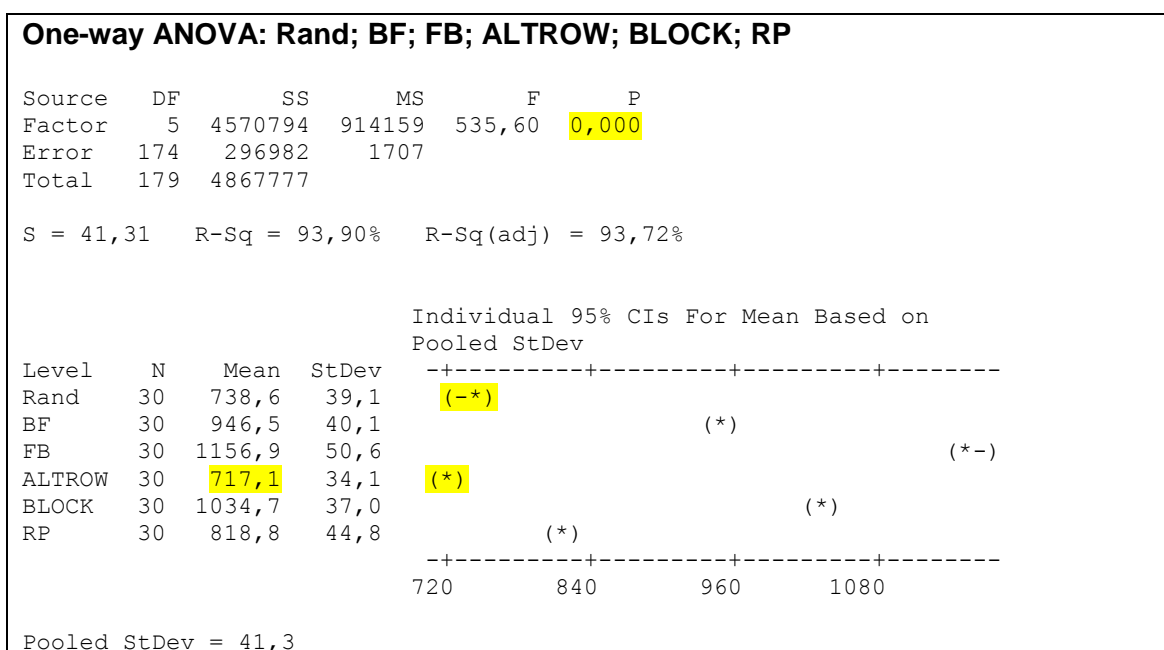 One-way ANOVA: Rand; BF; FB; ALTROW; BLOCK; RP
Source   DF       SS      MS       F      P
Factor    5  4570794  914159  535,60  0,000
Error   174   296982    1707
Total   179  4867777
S = 41,31   R-Sq = 93,90%   R-Sq(adj) = 93,72%
Individual 95% CIs For Mean Based on
Pooled StDev
Level    N    Mean  StDev   -+---------+---------+---------+--------
Rand    30   738,6   39,1    (-*)
BF      30   946,5   40,1                      (*)
FB      30  1156,9   50,6                                       (*-)
ALTROW  30   717,1   34,1   (*)
BLOCK   30  1034,7   37,0                             (*)
RP      30   818,8   44,8           (*)
-+---------+---------+---------+--------
720       840       960      1080
Pooled StDev = 41,3